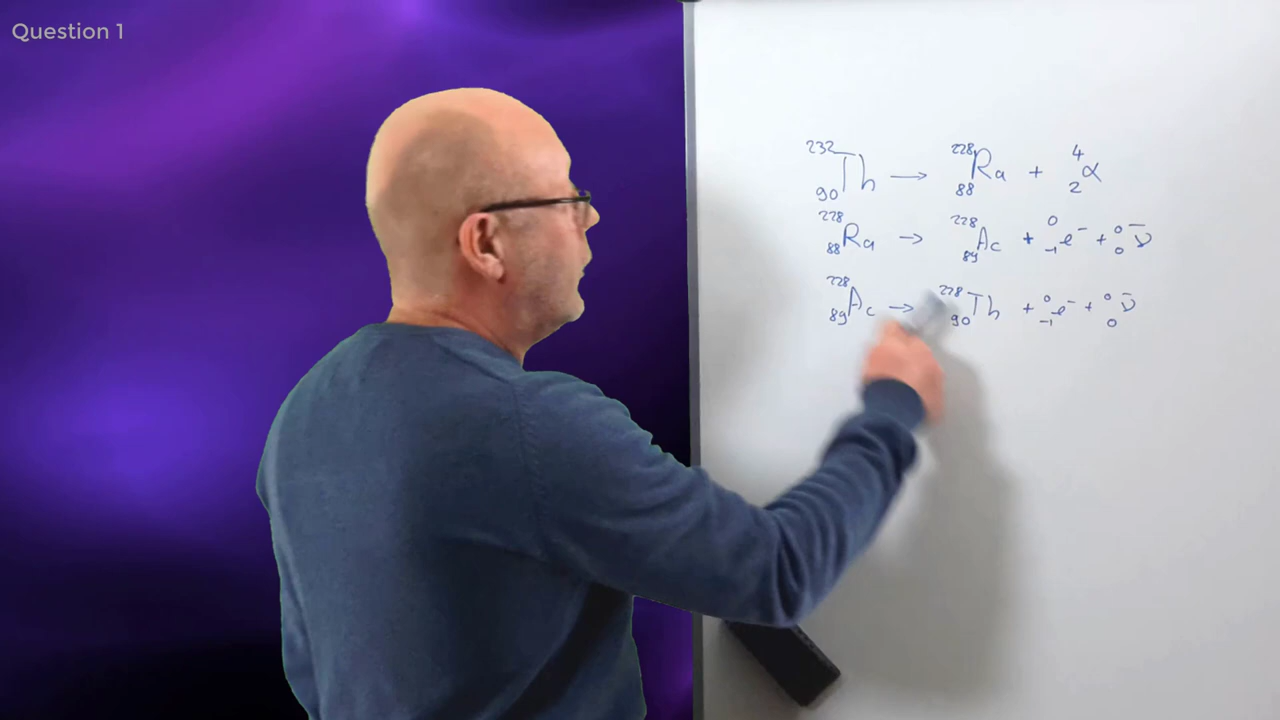 Question 1
²³²₉₀Th → ²²⁸₈₈Ra + ⁴₂α
²²⁸₈₈Ra → ²²⁸₈₉Ac + ⁰₋₁e⁻ + ⁰₀ν̄
²²⁸₈₉Ac → ²²⁸₉₀Th + ⁰₋₁e⁻ + ⁰₀ν̄